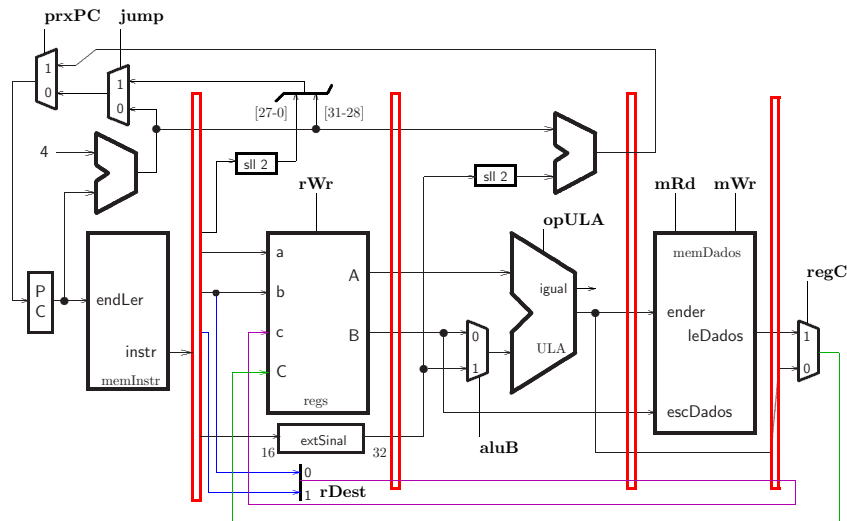 prxPC jump
1
0
1
0
[27-0] [31-28]
4
sll 2
sll 2
rWr
mRd mWr
opULA
regC
P
C
endLer
instr
memInstr
a
b
c
C
A
B
regs
0
1
igual
ULA
memDados
ender
leDados
escDados
1
0
16
extSinal
32
aluB
0
1
rDest